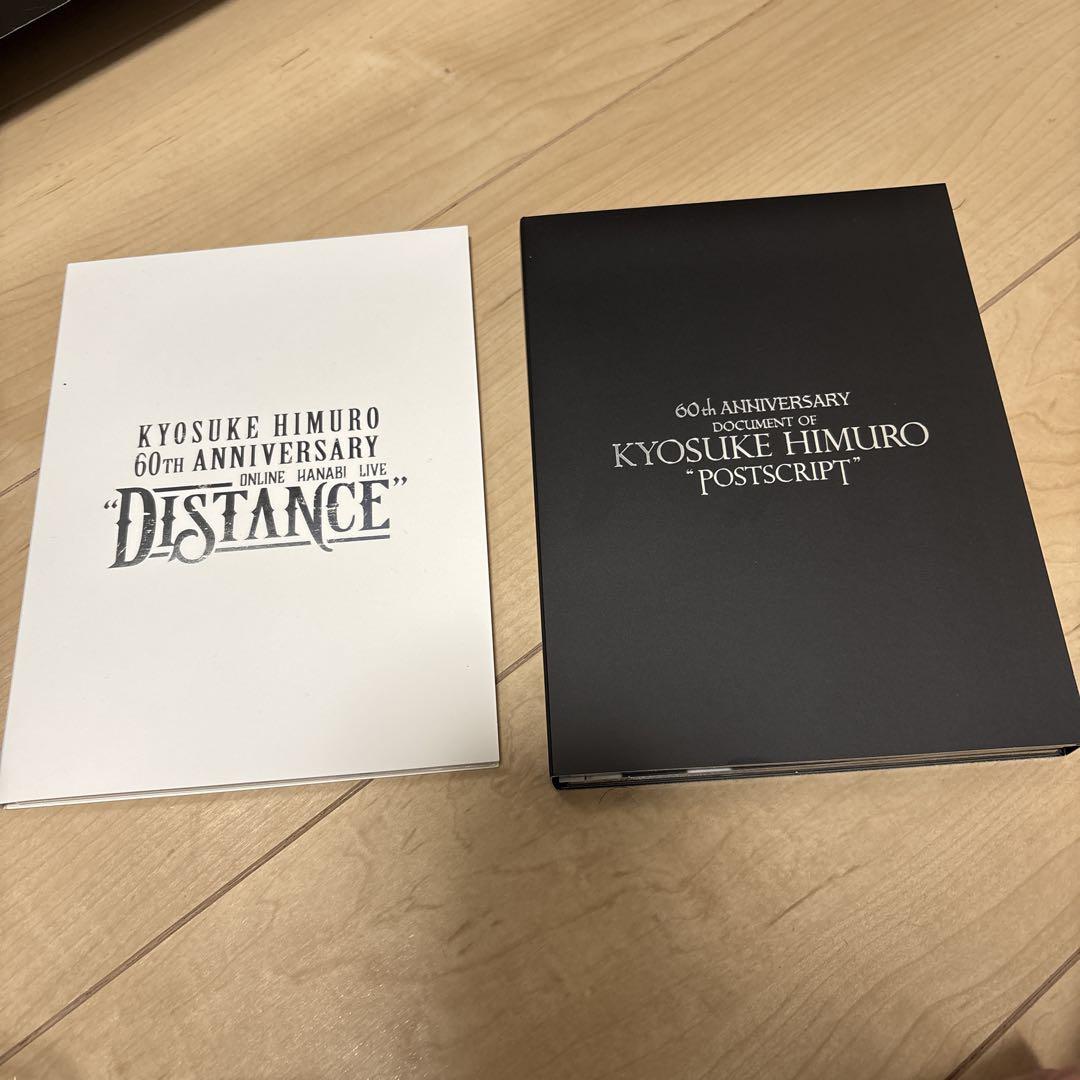 KYOSUKE HIMURO
60TH ANNIVERSARY
ONLINE HANABI LIVE
“DISTANCE”
60th ANNIVERSARY
DOCUMENT OF
KYOSUKE HIMURO
“POSTSCRIPT”